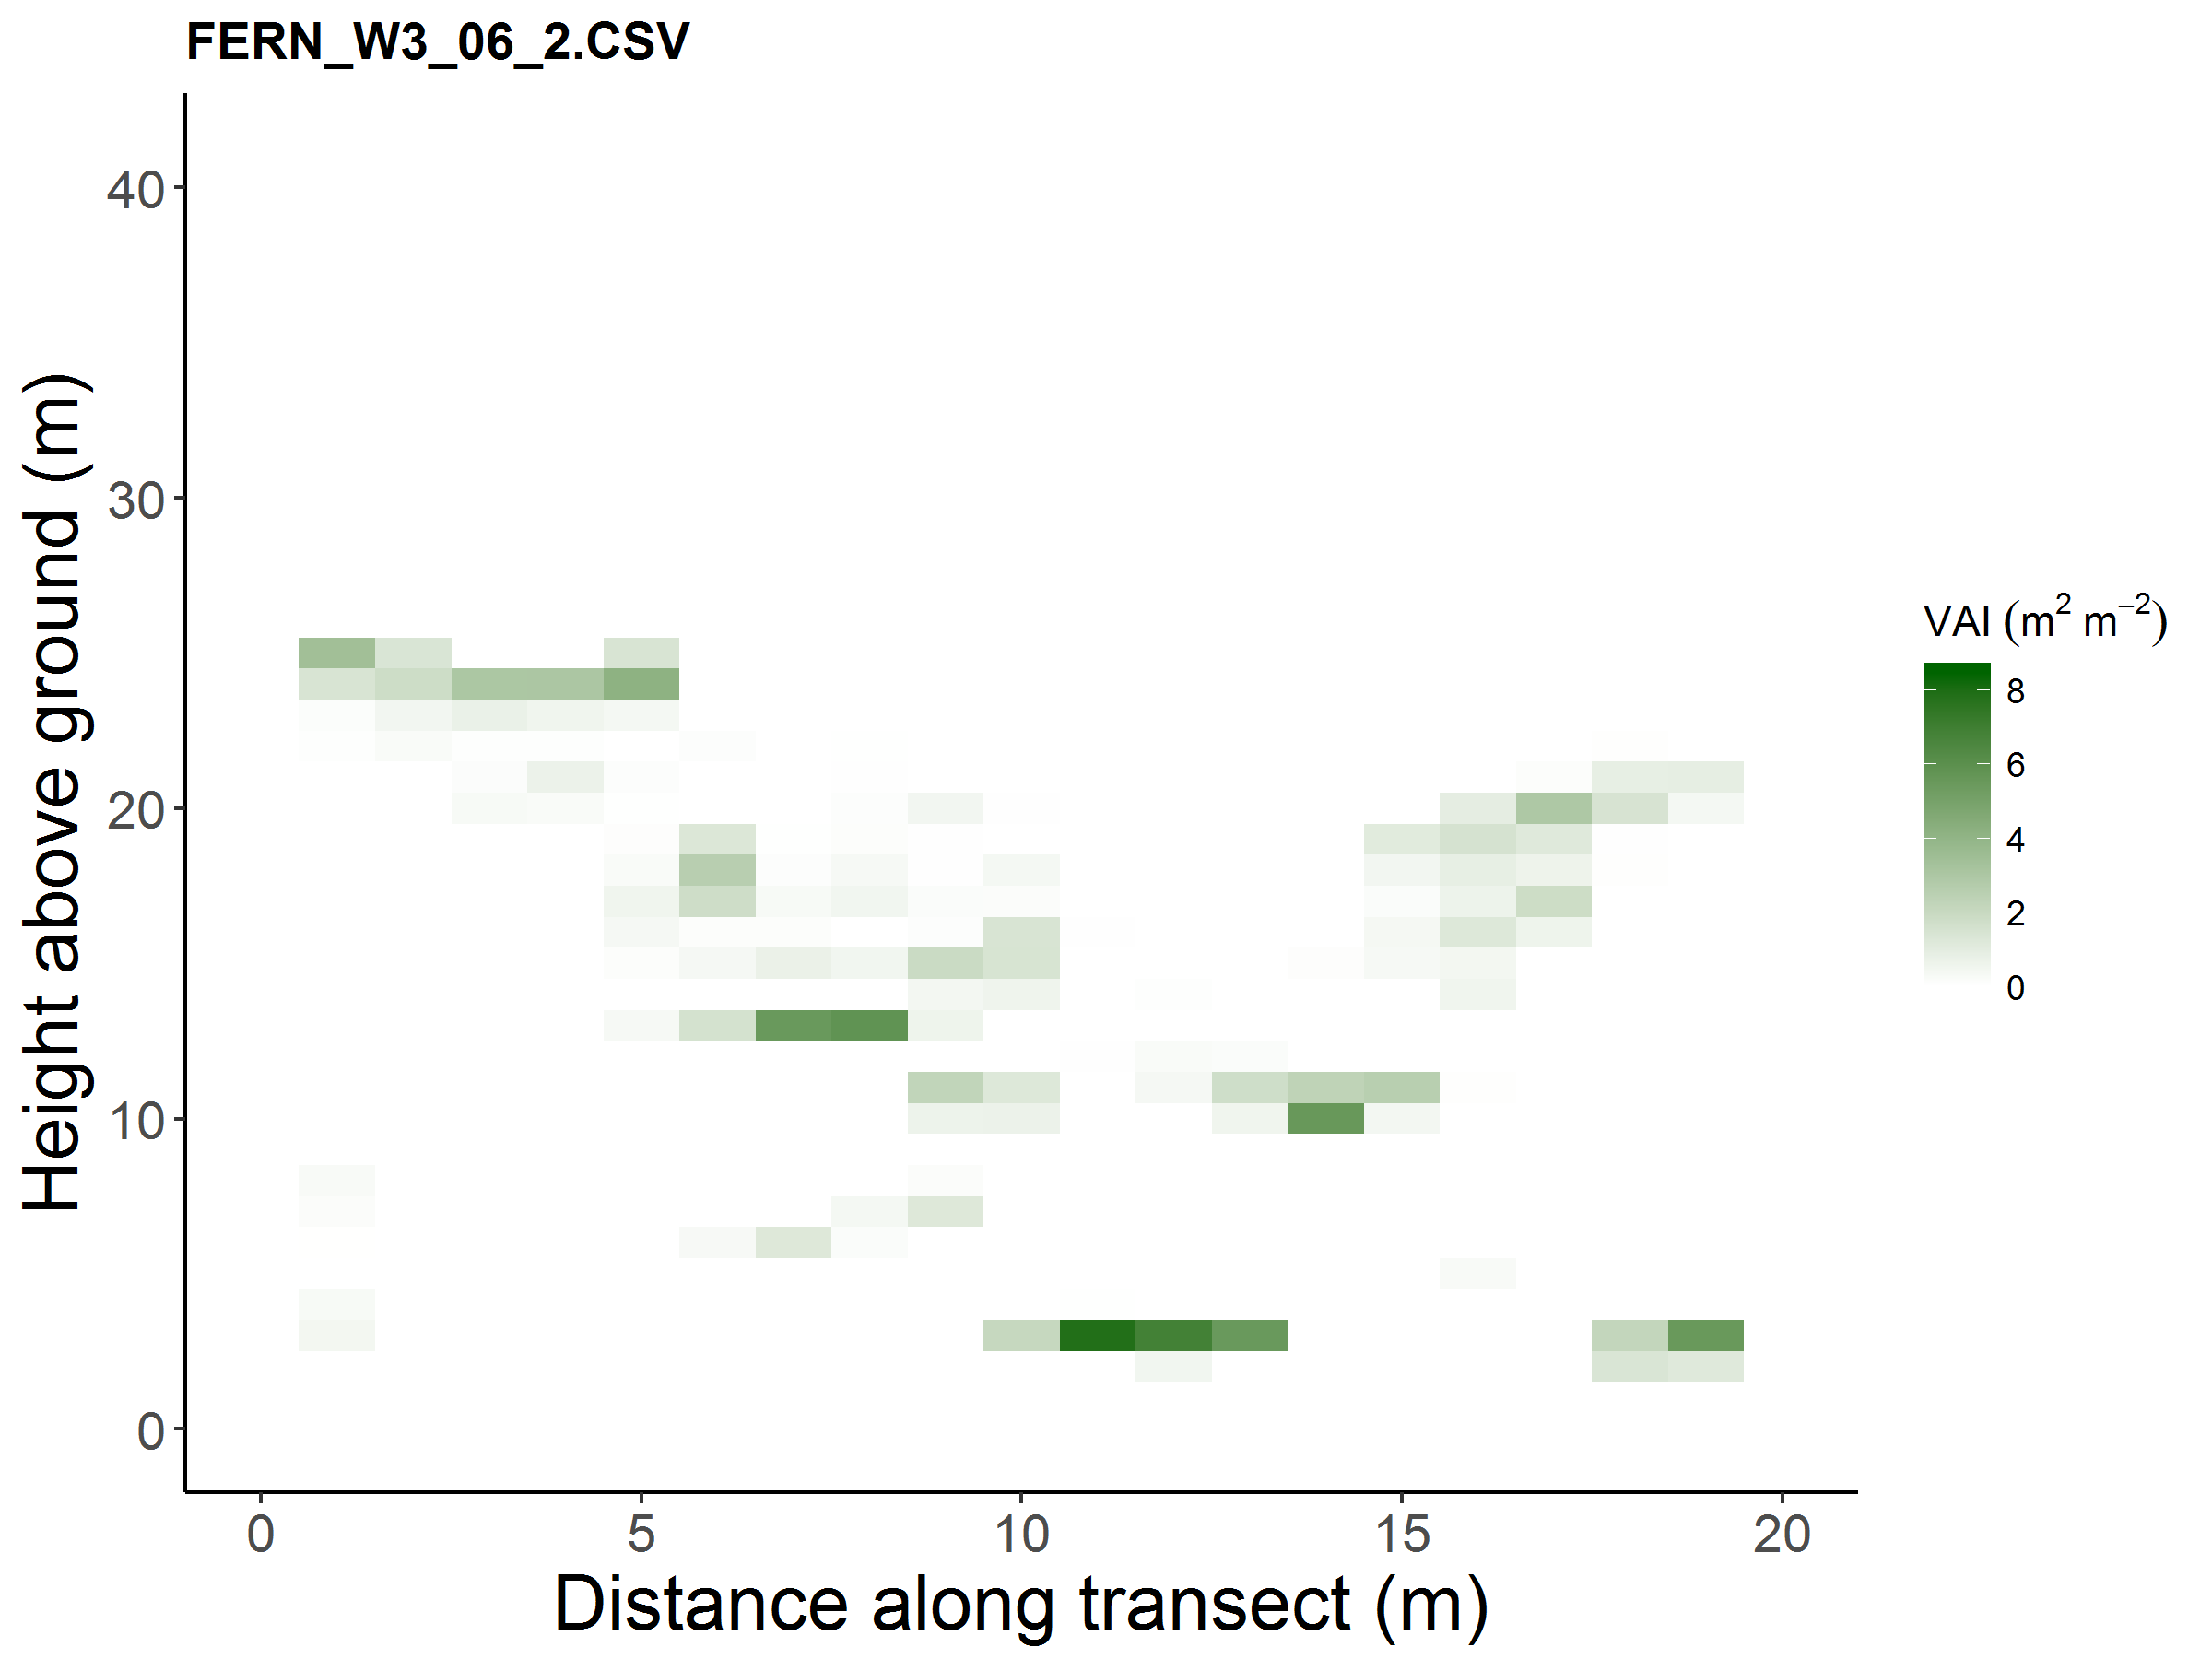 FERN_W3_06_2.CSV
Height above ground (m)
40
30
20
10
0
0 5 10 15 20
Distance along transect (m)
VAI (m² m⁻²)
8
6
4
2
0